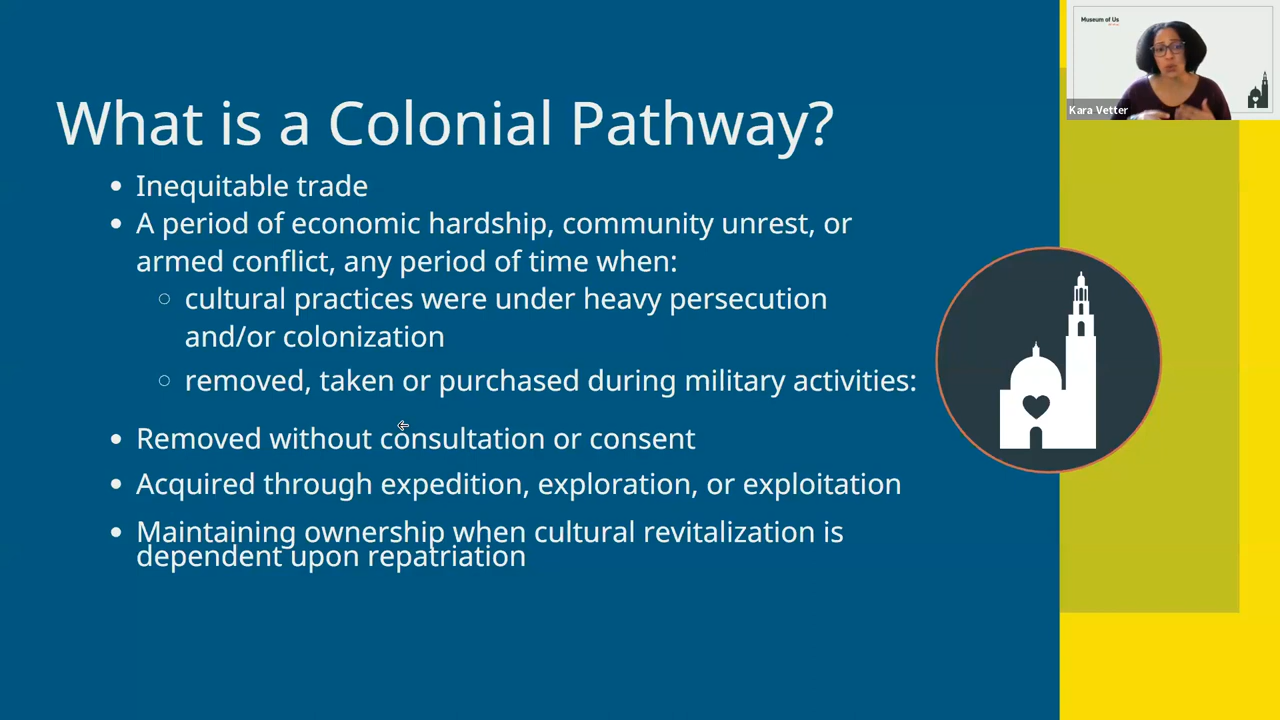 Museum of Us
Kara Vetter
What is a Colonial Pathway?
• Inequitable trade
• A period of economic hardship, community unrest, or
armed conflict, any period of time when:
○ cultural practices were under heavy persecution
and/or colonization
○ removed, taken or purchased during military activities:
• Removed without consultation or consent
• Acquired through expedition, exploration, or exploitation
• Maintaining ownership when cultural revitalization is
dependent upon repatriation